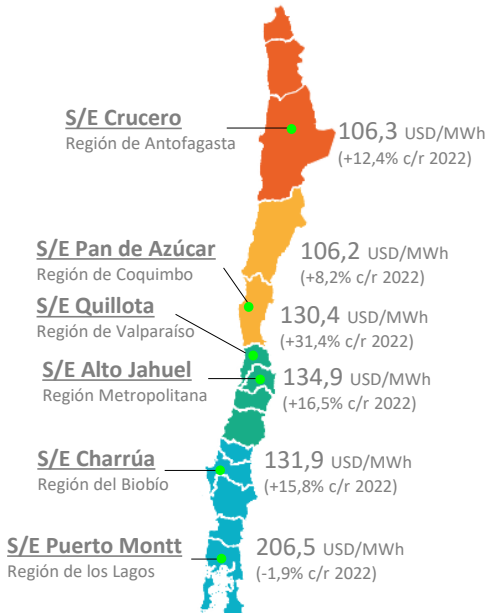 S/E Crucero
Región de Antofagasta
106,3 USD/MWh
(+12,4% c/r 2022)
S/E Pan de Azúcar
Región de Coquimbo
106,2 USD/MWh
(+8,2% c/r 2022)
S/E Quillota
Región de Valparaíso
130,4 USD/MWh
(+31,4% c/r 2022)
S/E Alto Jahuel
Región Metropolitana
134,9 USD/MWh
(+16,5% c/r 2022)
S/E Charrúa
Región del Biobío
131,9 USD/MWh
(+15,8% c/r 2022)
S/E Puerto Montt
Región de los Lagos
206,5 USD/MWh
(-1,9% c/r 2022)